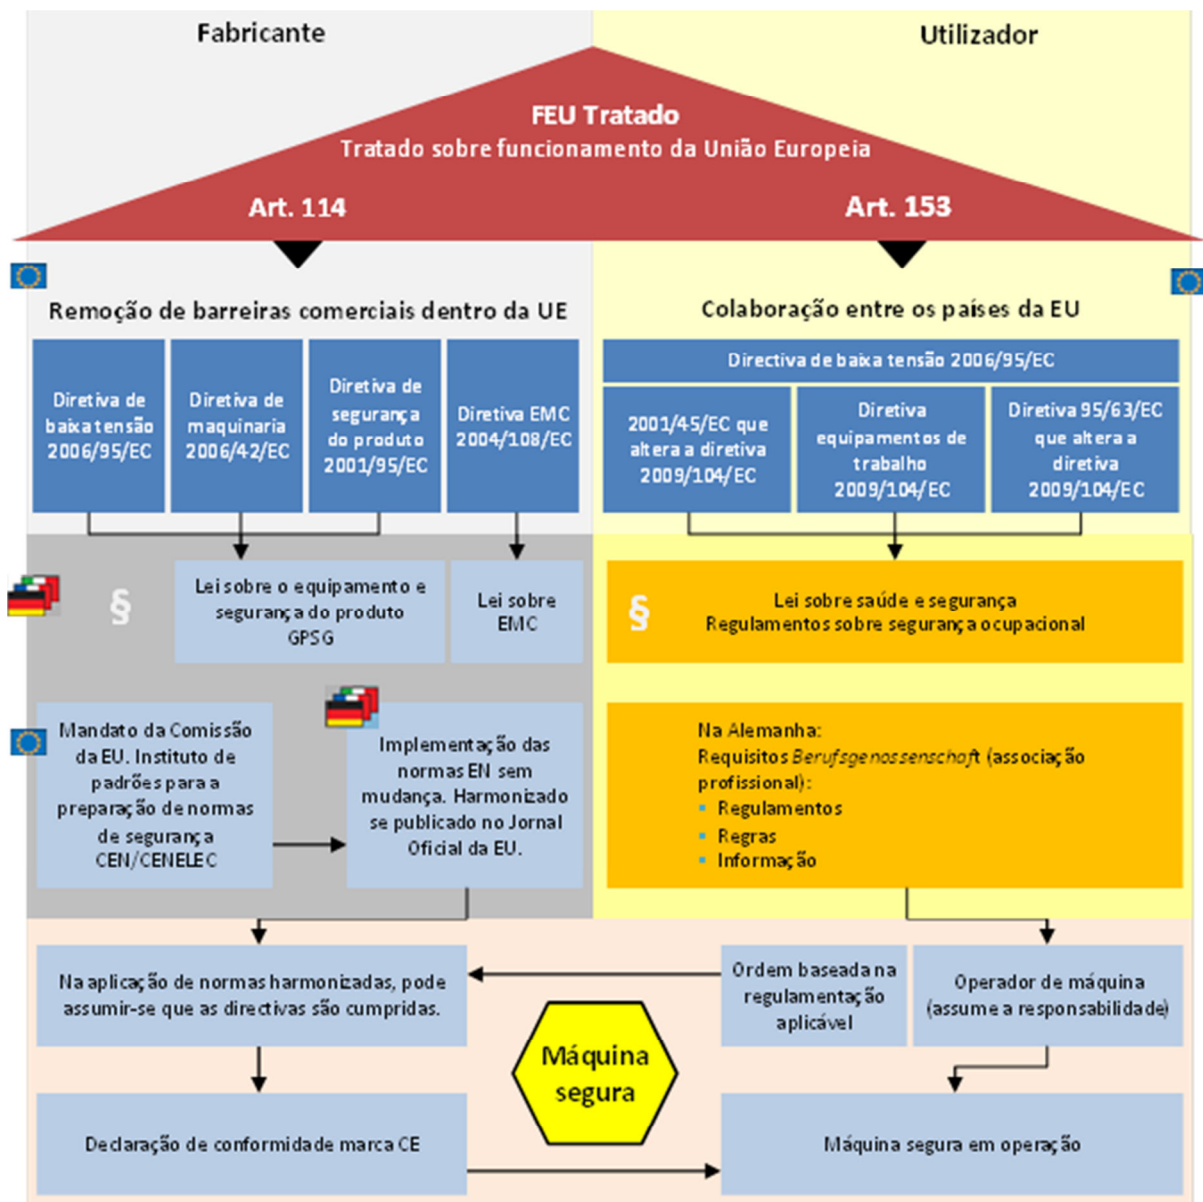 Fabricante
Utilizador
FEU Tratado
Tratado sobre funcionamento da União Europeia
Art. 114
Art. 153
Remoção de barreiras comerciais dentro da UE
Colaboração entre os países da EU
Diretiva de
baixa tensão
2006/95/EC
Diretiva de
maquinaria
2006/42/EC
Diretiva de
segurança
do produto
2001/95/EC
Diretiva EMC
2004/108/EC
Directiva de baixa tensão 2006/95/EC
2001/45/EC que
altera a diretiva
2009/104/EC
Diretiva
equipamentos de
trabalho
2009/104/EC
Diretiva 95/63/EC
que altera a
diretiva
2009/104/EC
§
Lei sobre o equipamento e
segurança do produto
GPSG
Lei sobre
EMC
§
Lei sobre saúde e segurança
Regulamentos sobre segurança ocupacional
Mandato da Comissão
da EU. Instituto de
padrões para a
preparação de normas
de segurança
CEN/CENELEC
Implementação das
normas EN sem
mudança. Harmonizado
se publicado no Jornal
Oficial da EU.
Na Alemanha:
Requisitos Berufsgenossenschaft (associação
profissional):
▪ Regulamentos
▪ Regras
▪ Informação
Na aplicação de normas harmonizadas, pode
assumir-se que as directivas são cumpridas.
Ordem baseada na
regulamentação
aplicável
Operador de máquina
(assume a responsabilidade)
Máquina
segura
Declaração de conformidade marca CE
Máquina segura em operação